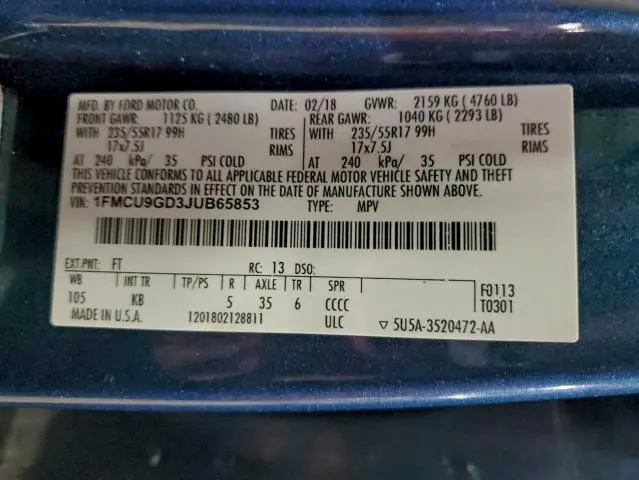 MFD. BY FORD MOTOR CO. DATE: 02/18 GVWR: 2159 KG ( 4760 LB)
FRONT GAWR: 1125 KG ( 2480 LB) REAR GAWR: 1040 KG ( 2293 LB)
WITH 235/55R17 99H TIRES WITH 235/55R17 99H TIRES
17x7.5J RIMS 17x7.5J RIMS
AT 240 kPa/ 35 PSI COLD AT 240 kPa/ 35 PSI COLD
THIS VEHICLE CONFORMS TO ALL APPLICABLE FEDERAL MOTOR VEHICLE SAFETY AND THEFT
PREVENTION STANDARDS IN EFFECT ON THE DATE OF MANUFACTURE SHOWN ABOVE.
VIN: 1FMCU9GD3JUB65853 TYPE: MPV
EXT PNT: FT RC: 13 DSO:
WB INT TR TP/PS R AXLE TR SPR F0113
105 KB 5 35 6 CCCC T0301
MADE IN U.S.A. 1201802128811 ULC ▽ 5U5A-3520472-AA